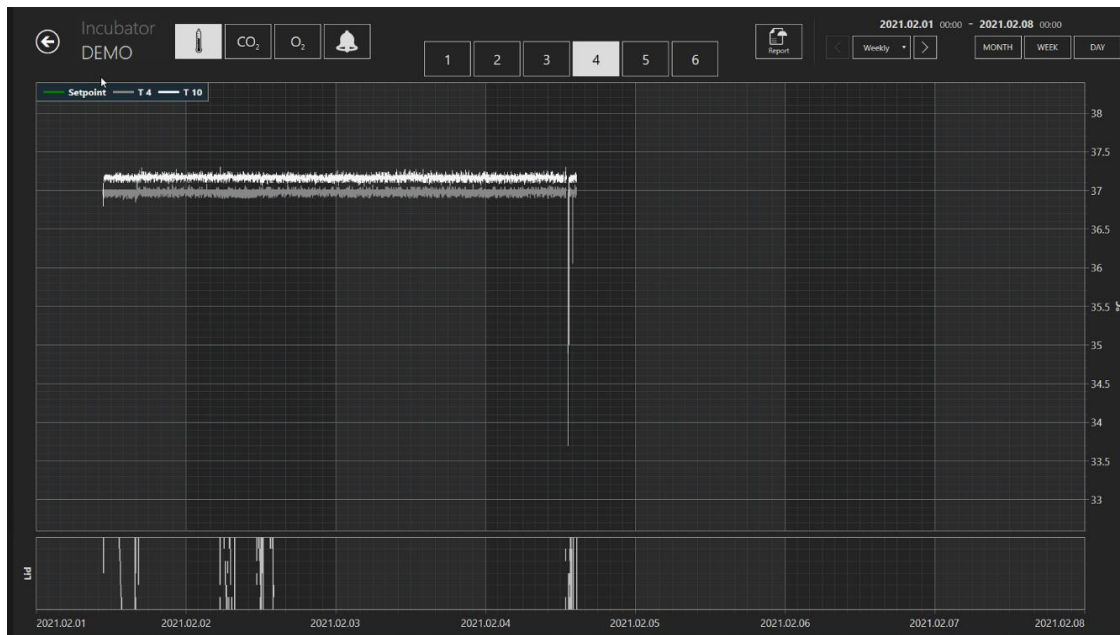 Incubator
DEMO
CO₂
O₂
1 2 3 4 5 6
Report
2021.02.01 00:00 - 2021.02.08 00:00
Weekly
MONTH WEEK DAY
Setpoint T 4 T 10
38
37.5
37
36.5
36
35.5
35
34.5
34
33.5
33
Lid
2021.02.01 2021.02.02 2021.02.03 2021.02.04 2021.02.05 2021.02.06 2021.02.07 2021.02.08